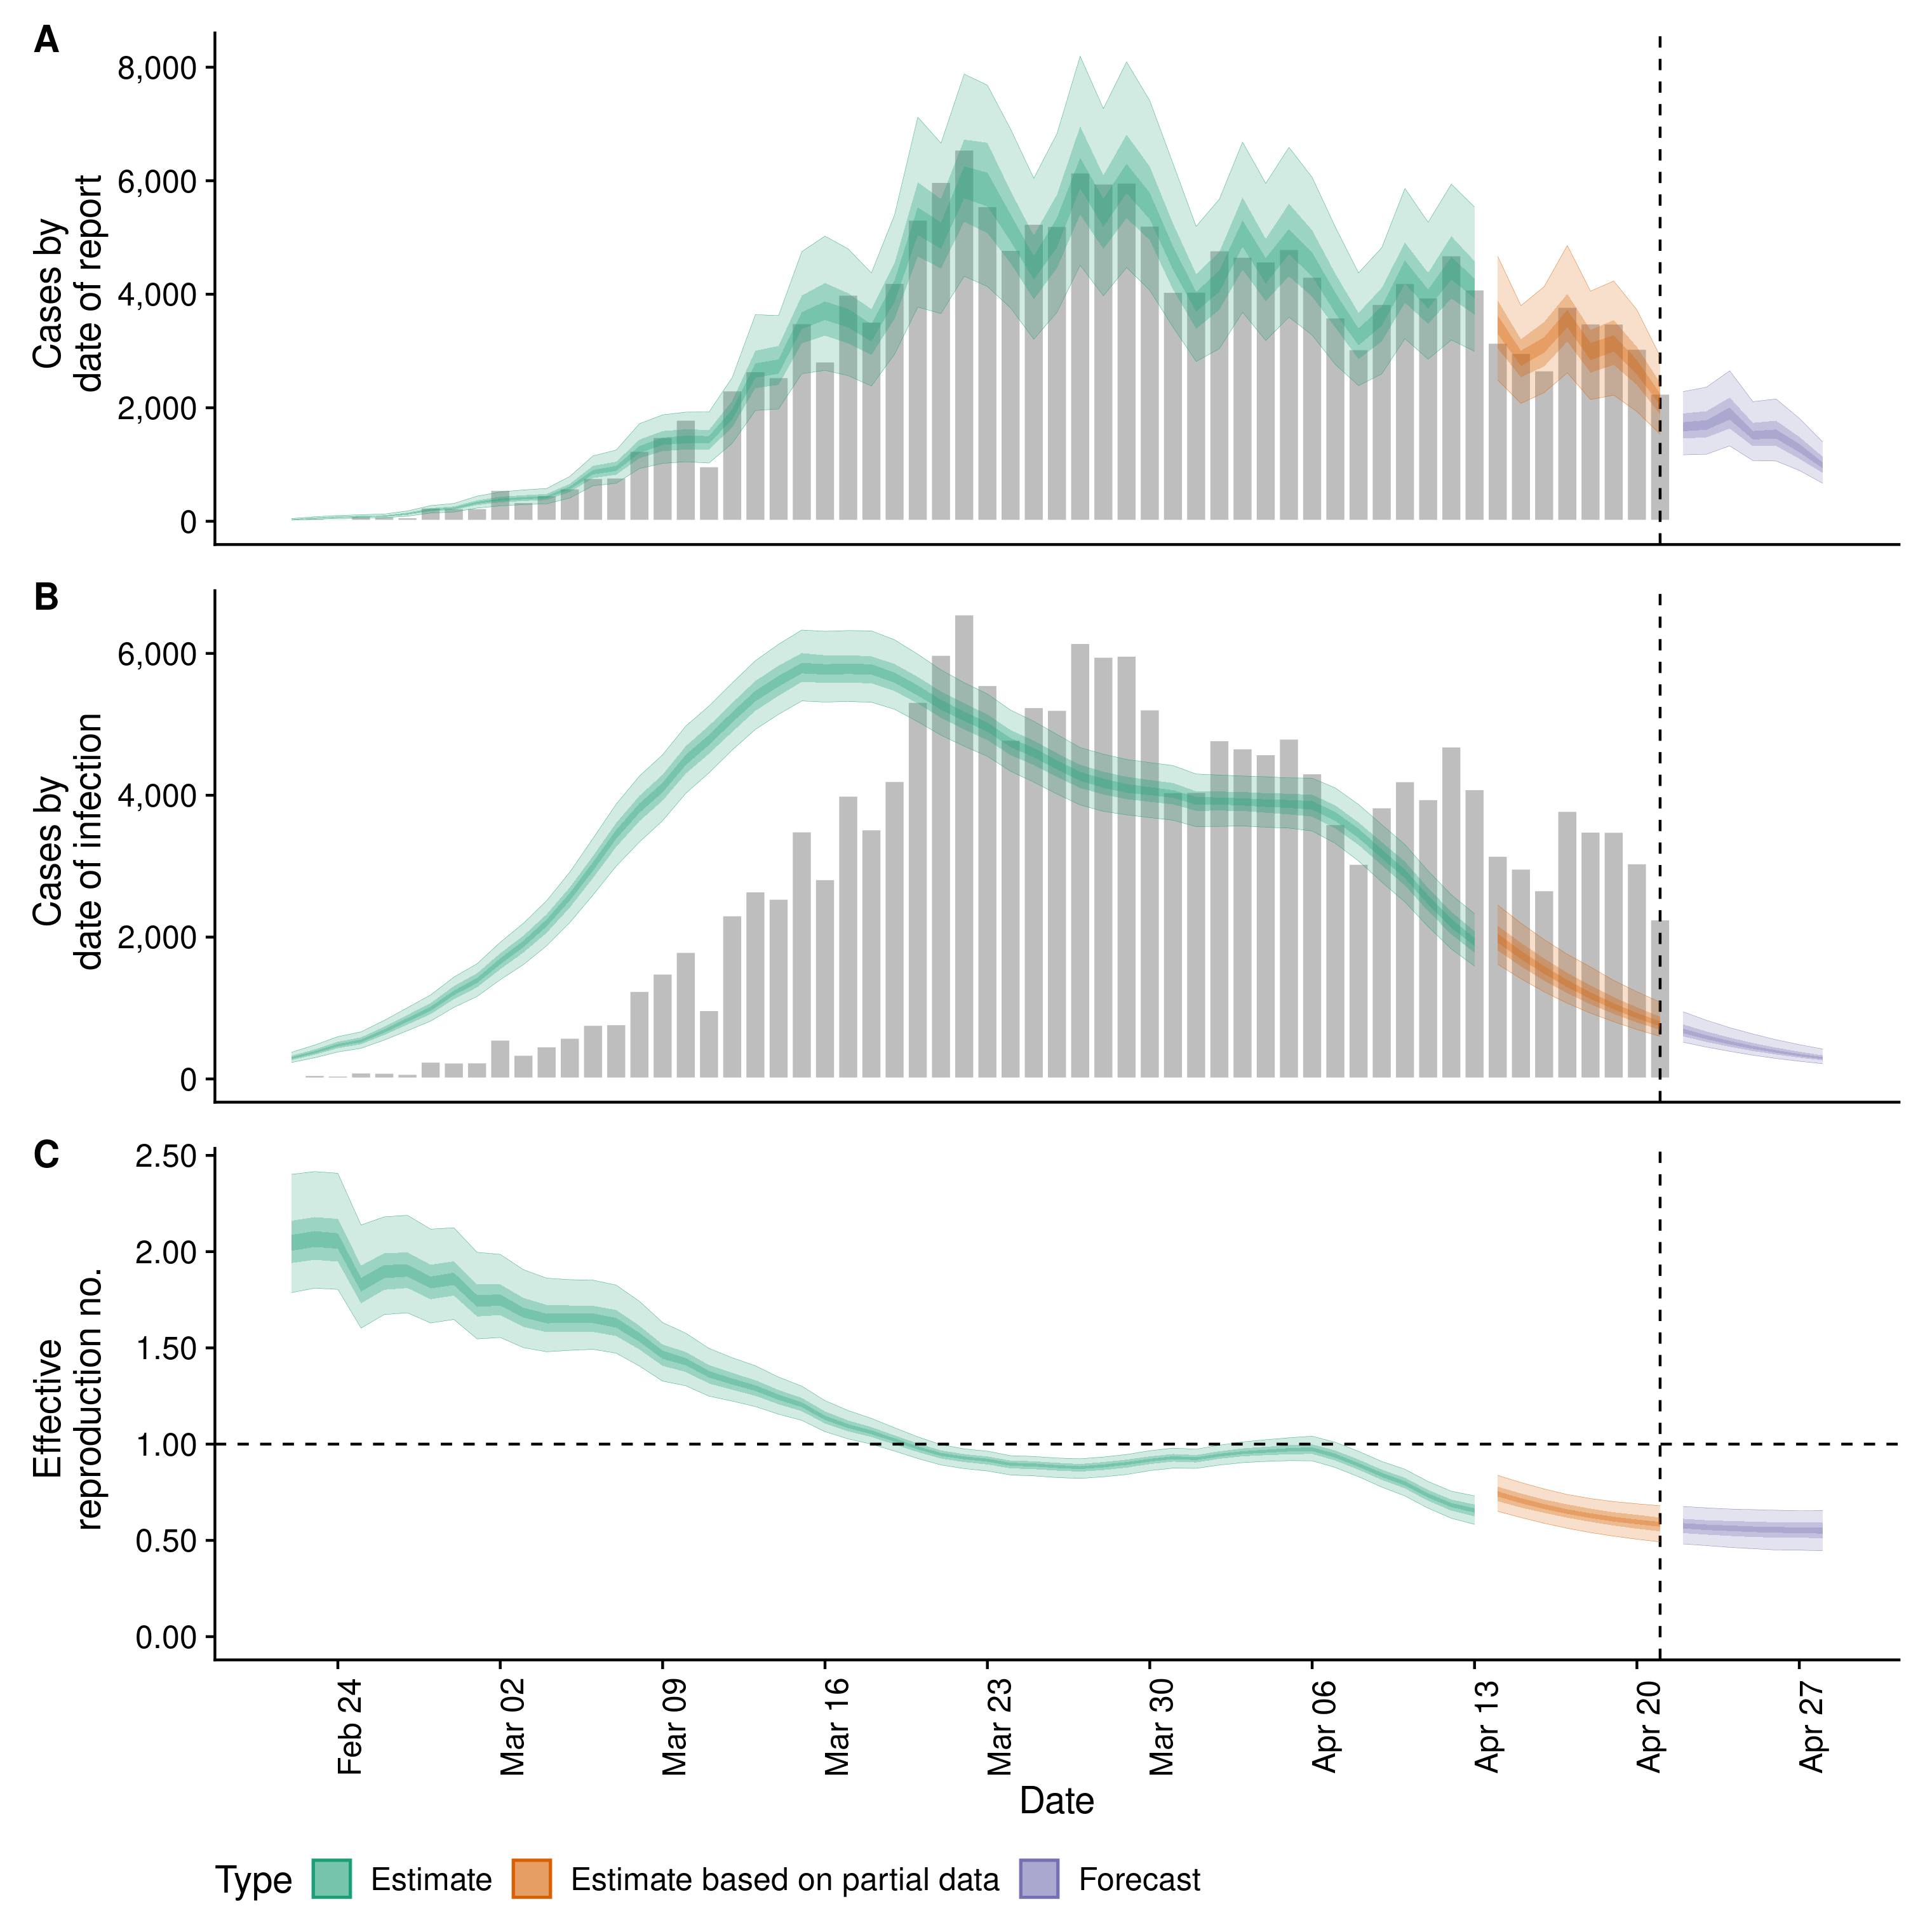 A
8,000
6,000
4,000
2,000
0
Cases by
date of report
B
6,000
4,000
2,000
0
Cases by
date of infection
C
2.50
2.00
1.50
1.00
0.50
0.00
Effective
reproduction no.
Feb 24
Mar 02
Mar 09
Mar 16
Mar 23
Mar 30
Apr 06
Apr 13
Apr 20
Apr 27
Date
Type Estimate Estimate based on partial data Forecast